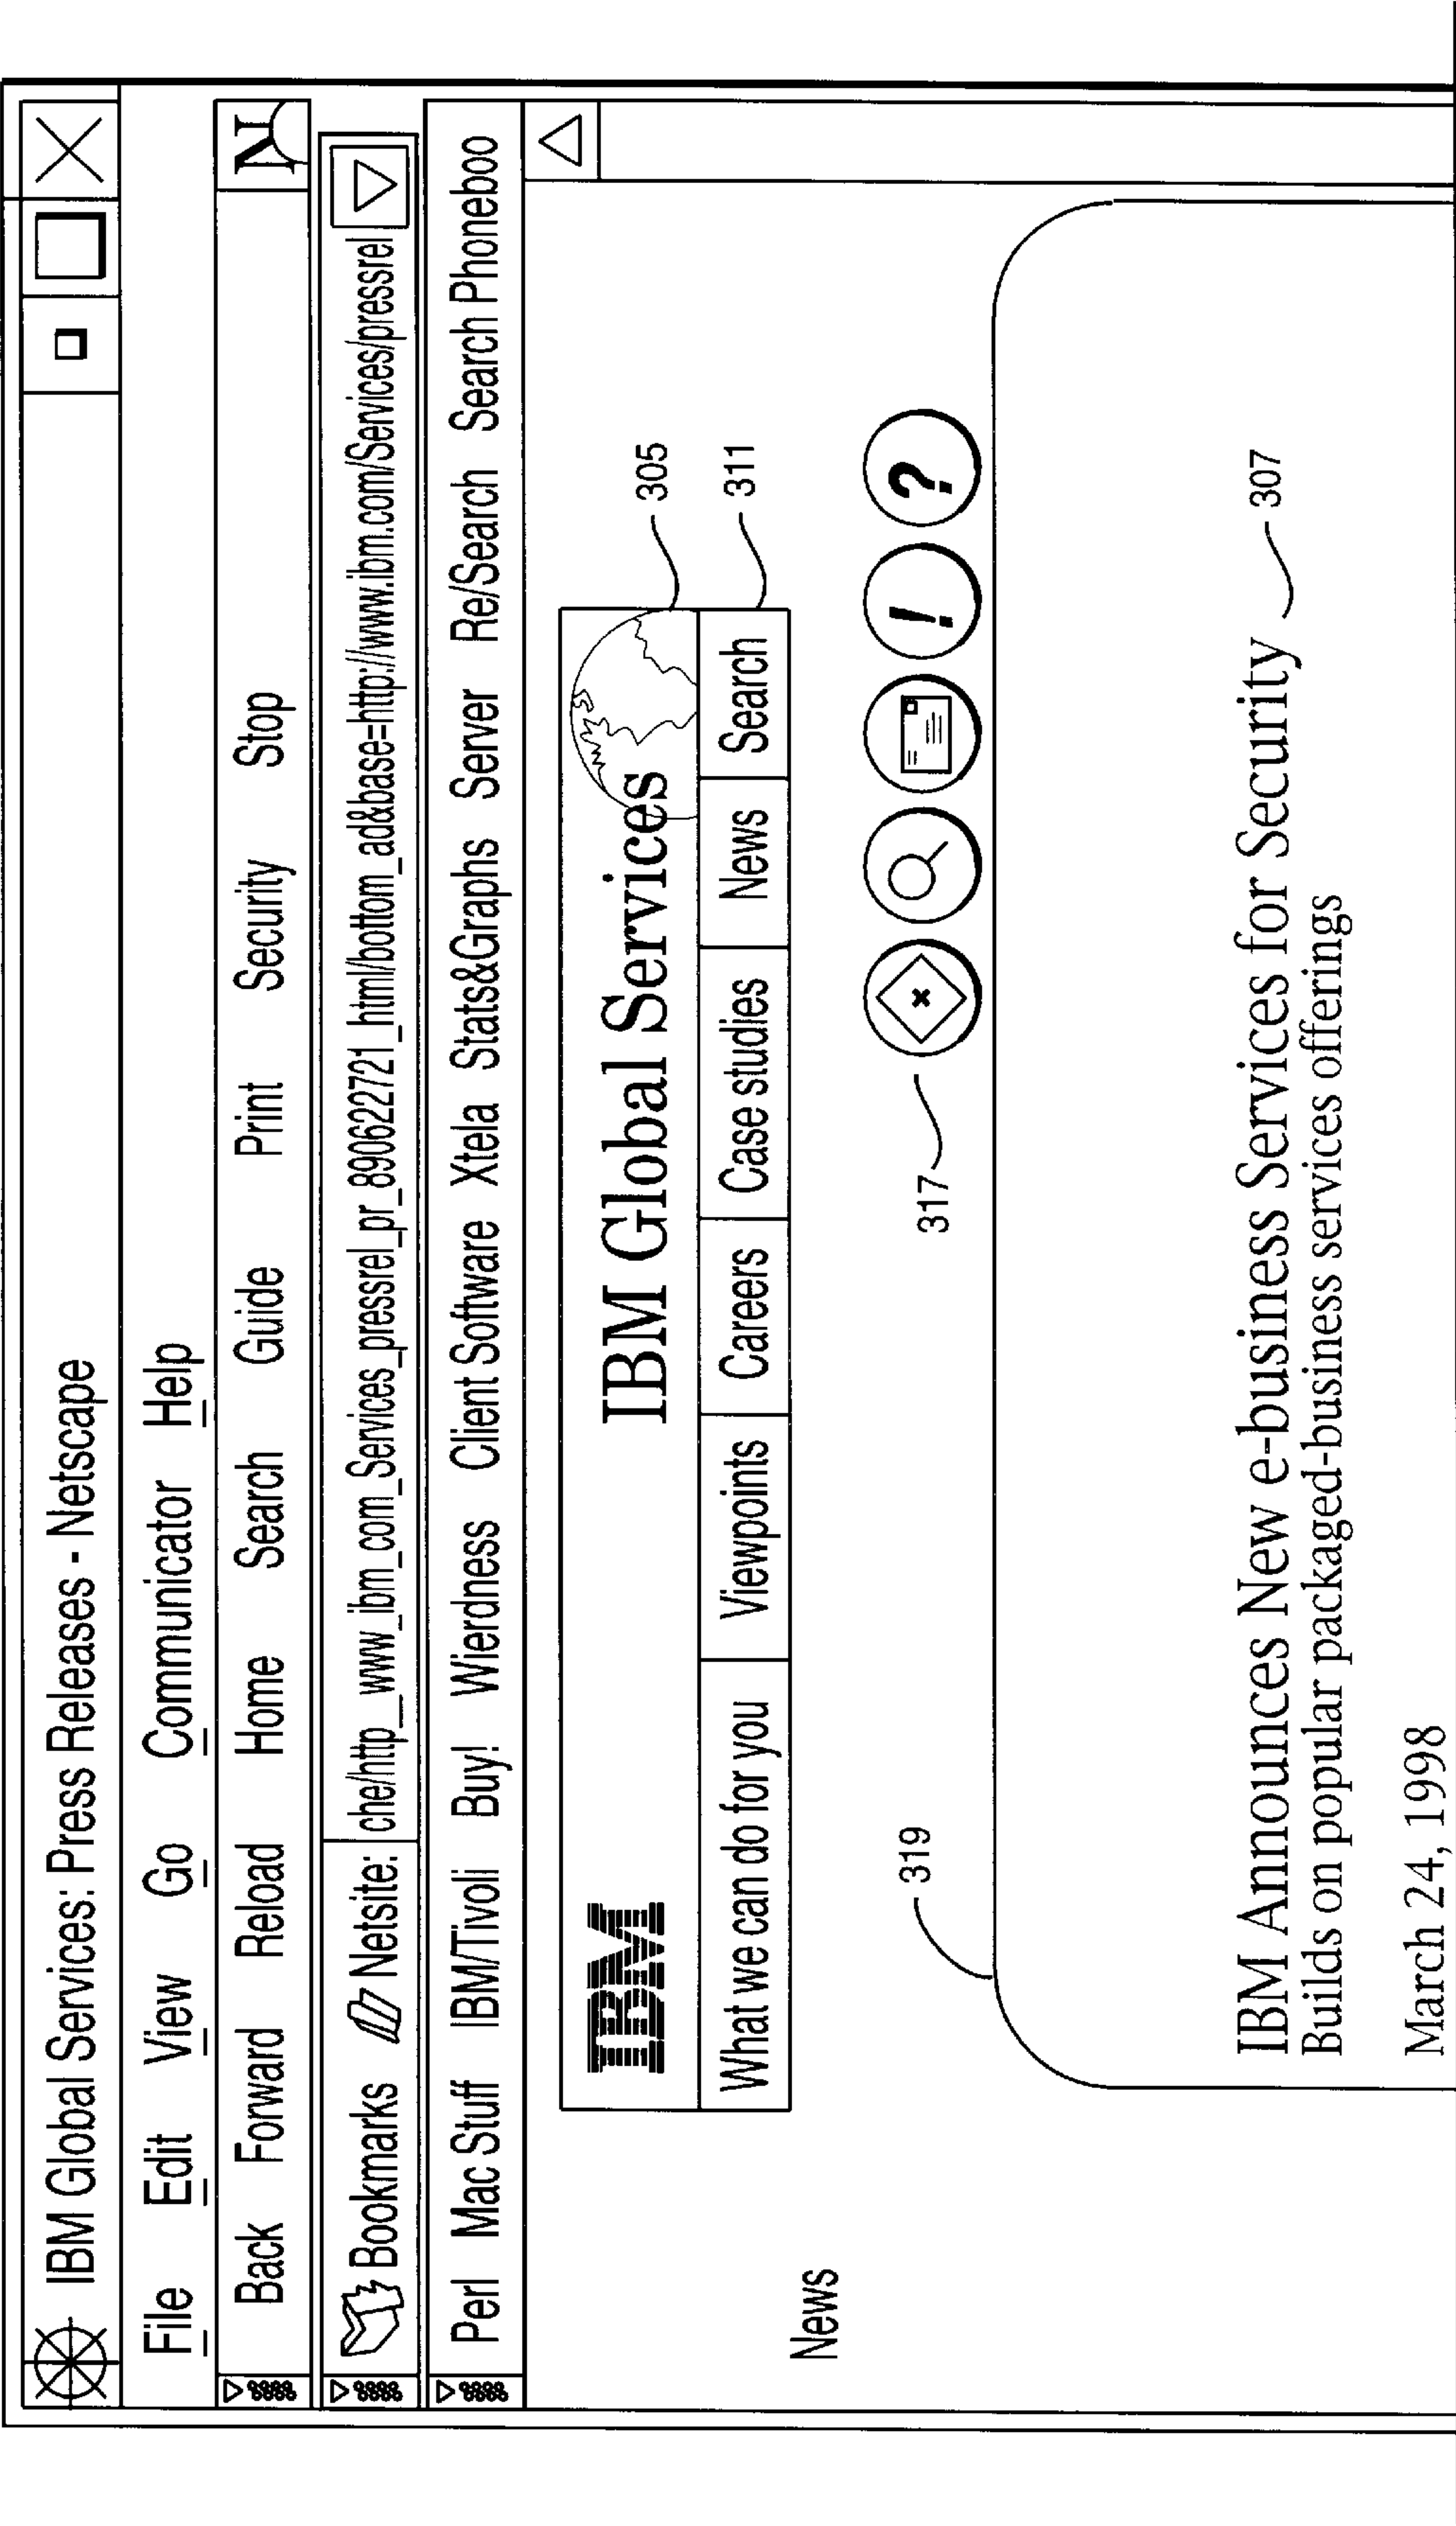 IBM Global Services: Press Releases - Netscape
File Edit View Go Communicator Help
Back Forward Reload Home Search Guide Print Security Stop
N
Bookmarks Netsite: che/http__www_ibm_com_Services_pressrel_pr_890622721_html/bottom_ad&base=http://www.ibm.com/Services/pressrel
Perl Mac Stuff IBM/Tivoli Buy! Wierdness Client Software Xtela Stats&Graphs Server Re/Search Search Phoneboo
IBM IBM Global Services
305
What we can do for you Viewpoints Careers Case studies News Search
311
News
317 ! ?
319
IBM Announces New e-business Services for Security
307
Builds on popular packaged-business services offerings
March 24, 1998